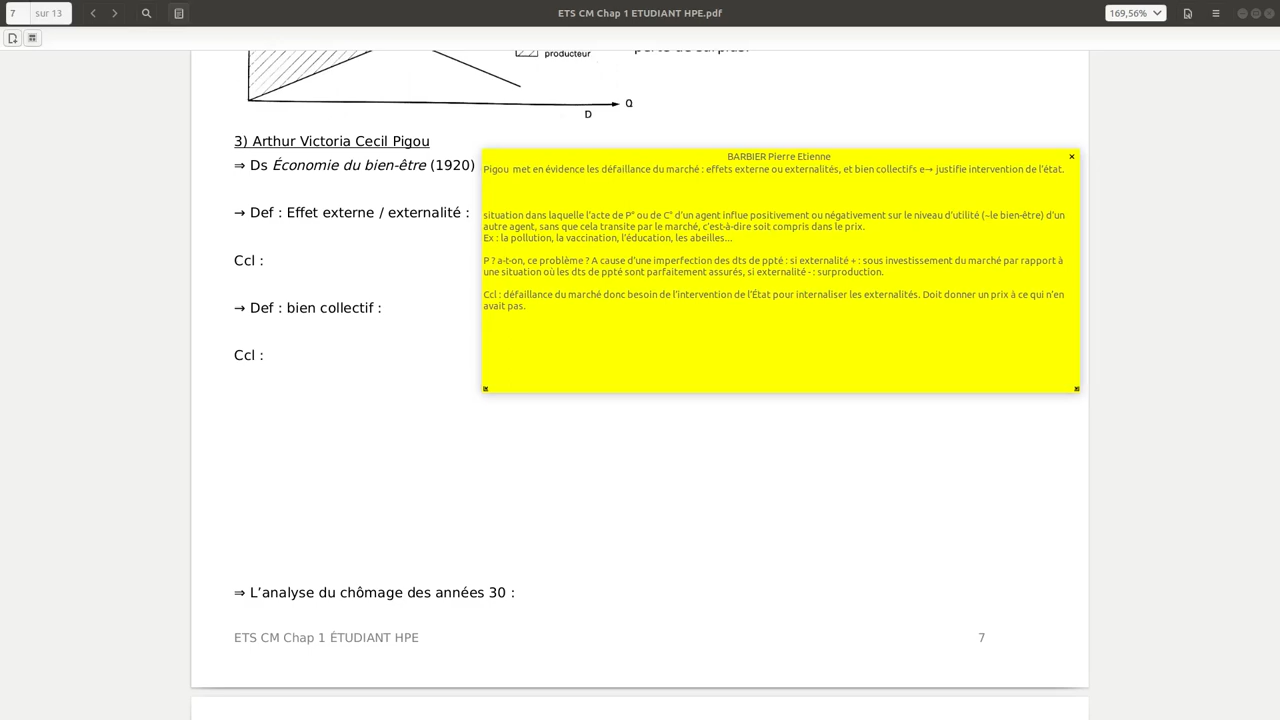 7 sur 13
ETS CM Chap 1 ETUDIANT HPE.pdf
169,56%
producteur
perte de surplus.
Q
D
3) Arthur Victoria Cecil Pigou
⇒ Ds Économie du bien-être (1920)
→ Def : Effet externe / externalité :
Ccl :
→ Def : bien collectif :
Ccl :
BARBIER Pierre Etienne
Pigou met en évidence les défaillance du marché : effets externe ou externalités, et bien collectifs e→ justifie intervention de l'état.
situation dans laquelle l'acte de P° ou de C° d'un agent influe positivement ou négativement sur le niveau d'utilité (~le bien-être) d'un
autre agent, sans que cela transite par le marché, c'est-à-dire soit compris dans le prix.
Ex : la pollution, la vaccination, l'éducation, les abeilles...
P ? a-t-on, ce problème ? A cause d'une imperfection des dts de ppté : si externalité + : sous investissement du marché par rapport à
une situation où les dts de ppté sont parfaitement assurés, si externalité - : surproduction.
Ccl : défaillance du marché donc besoin de l'intervention de l'État pour internaliser les externalités. Doit donner un prix à ce qui n'en
avait pas.
⇒ L'analyse du chômage des années 30 :
ETS CM Chap 1 ÉTUDIANT HPE
7